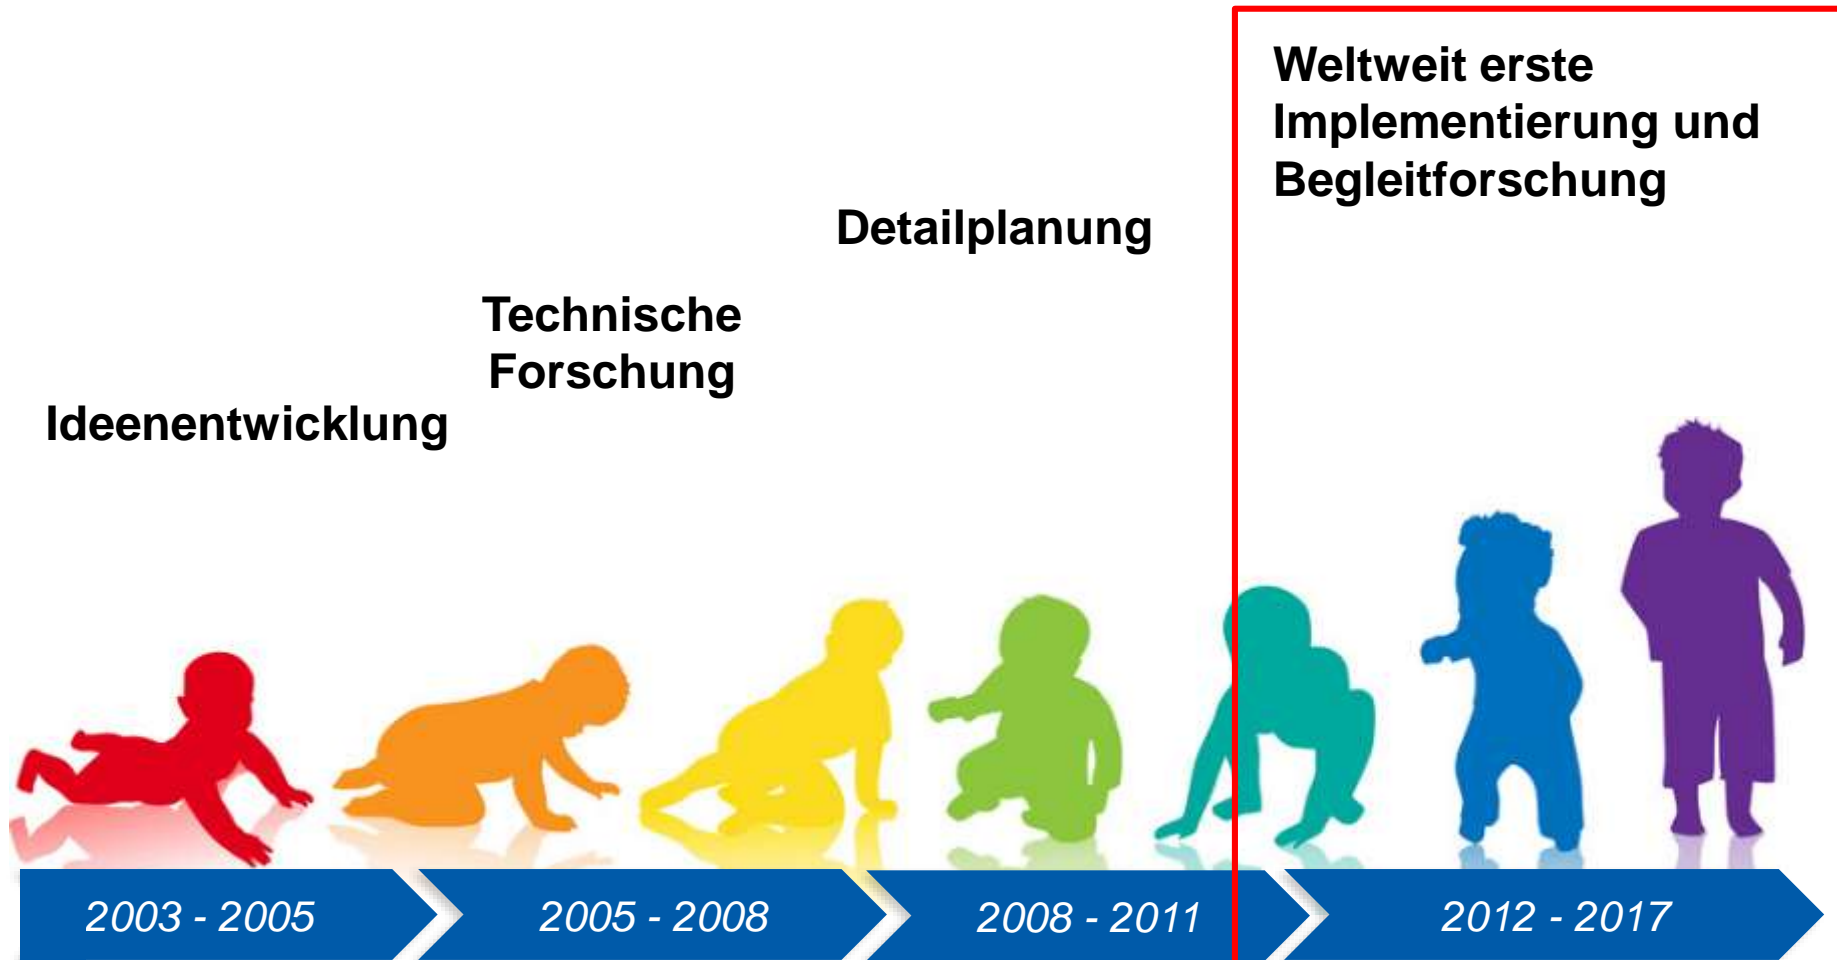 Weltweit erste
Implementierung und
Begleitforschung
Detailplanung
Technische
Forschung
Ideenentwicklung
2003 - 2005
2005 - 2008
2008 - 2011
2012 - 2017